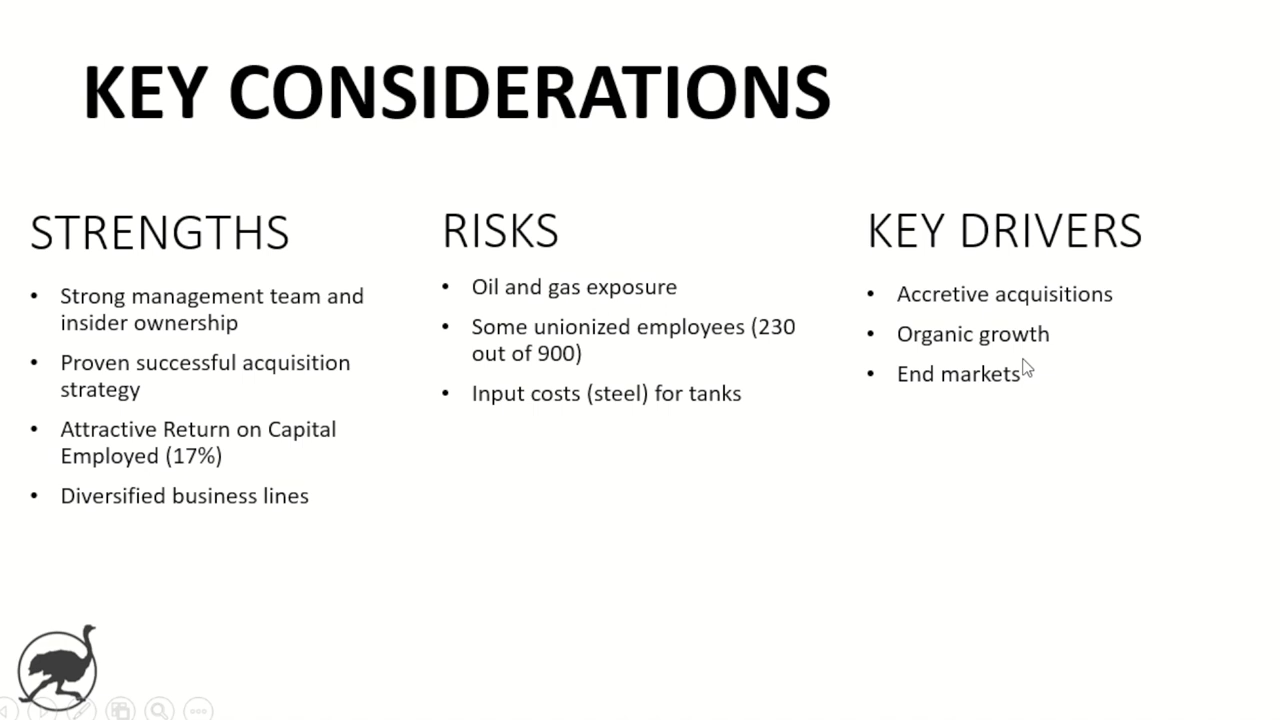 KEY CONSIDERATIONS
STRENGTHS
• Strong management team and
insider ownership
• Proven successful acquisition
strategy
• Attractive Return on Capital
Employed (17%)
• Diversified business lines
RISKS
• Oil and gas exposure
• Some unionized employees (230
out of 900)
• Input costs (steel) for tanks
KEY DRIVERS
• Accretive acquisitions
• Organic growth
• End markets